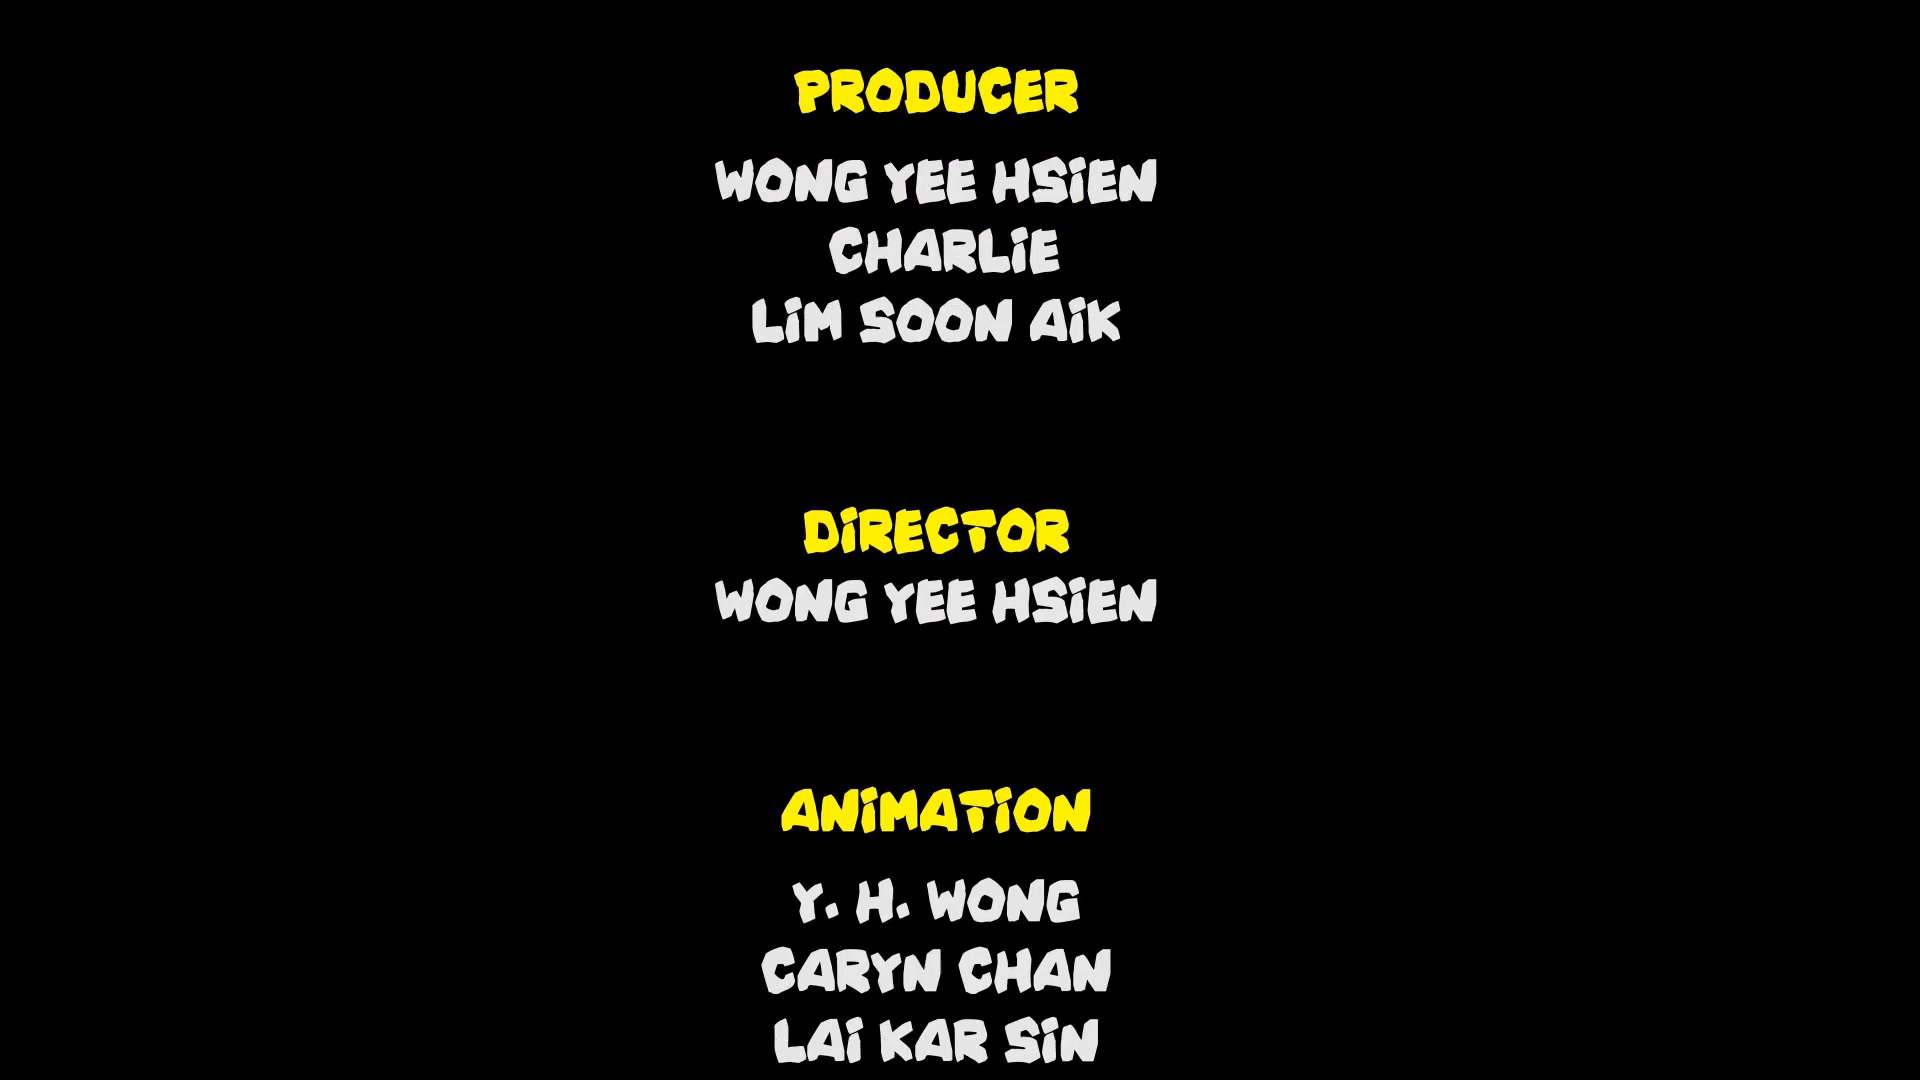 PRODUCER
WONG YEE HSiEN
CHARLiE
LiM SOON AiK
DiRECTOR
WONG YEE HSiEN
ANiMATiON
Y. H. WONG
CARYN CHAN
LAi KAR SiN